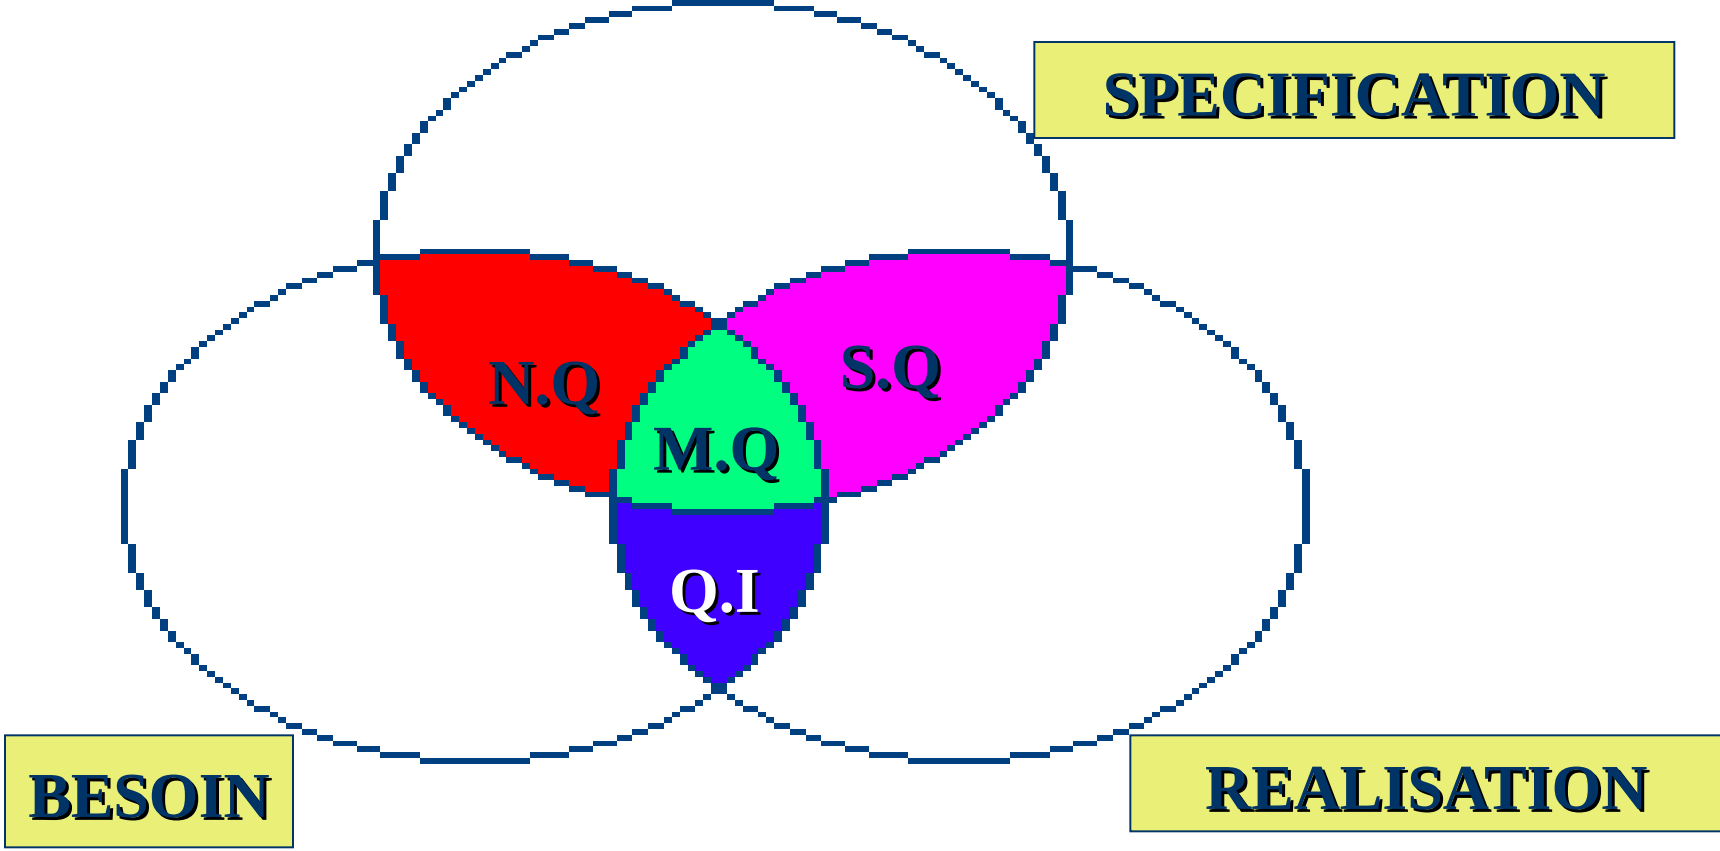 SPECIFICATION
N.Q
S.Q
M.Q
Q.I
BESOIN
REALISATION